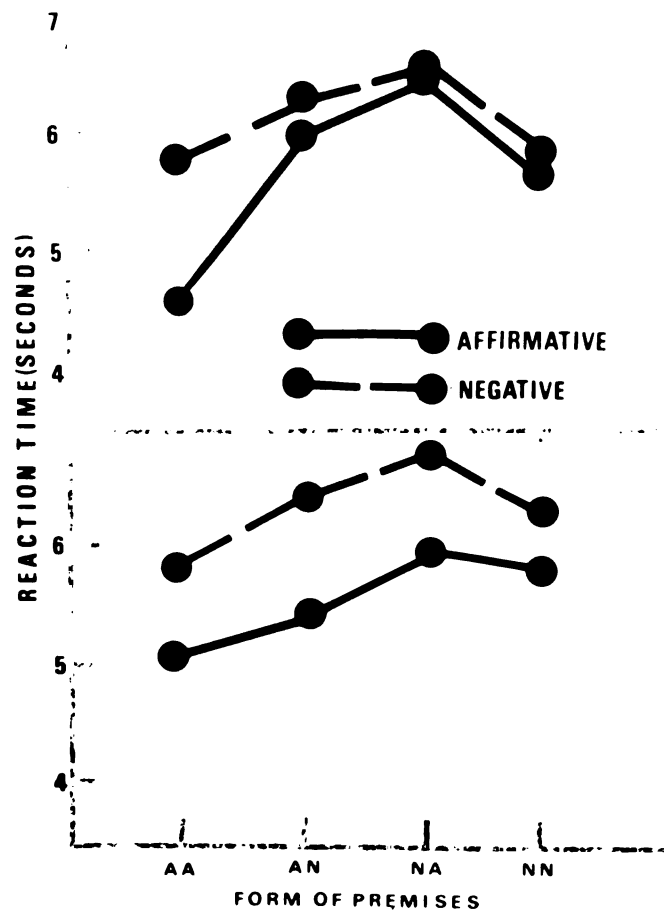 7
6
5
4
REACTION TIME(SECONDS)
AFFIRMATIVE
NEGATIVE
6
5
4
AA AN NA NN
FORM OF PREMISES